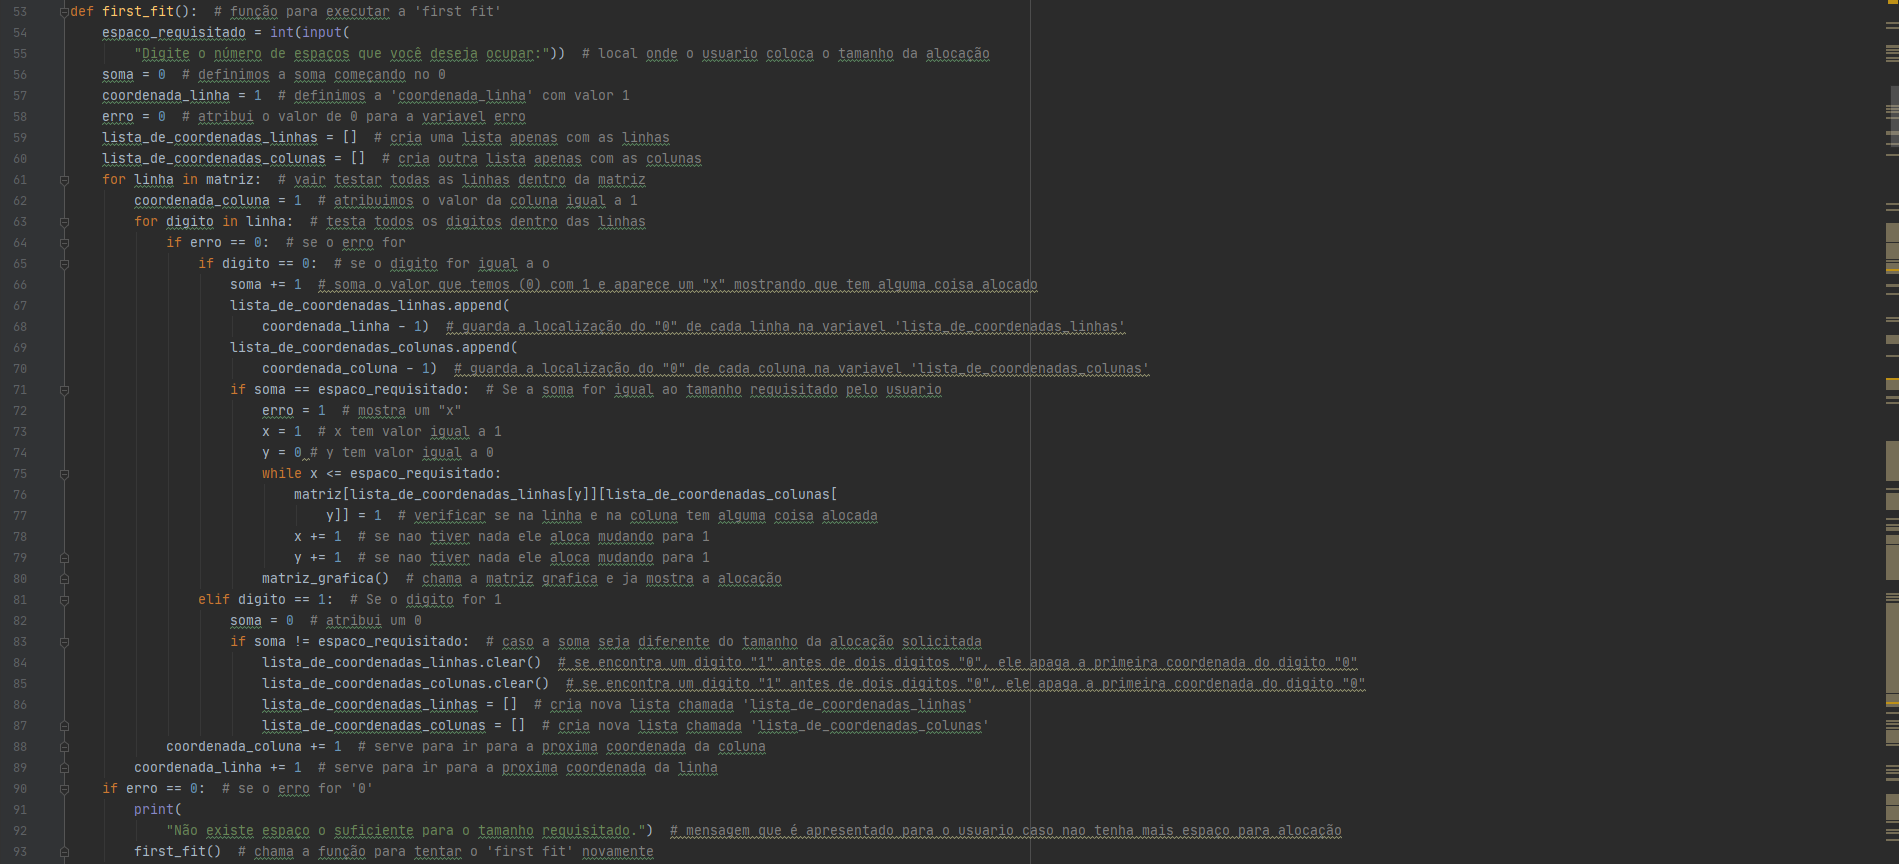 53 def first_fit():  # função para executar a 'first fit'
54     espaco_requisitado = int(input(
55         "Digite o número de espaços que você deseja ocupar:"))  # local onde o usuario coloca o tamanho da alocação
56     soma = 0  # definimos a soma começando no 0
57     coordenada_linha = 1  # definimos a 'coordenada_linha' com valor 1
58     erro = 0  # atribui o valor de 0 para a variavel erro
59     lista_de_coordenadas_linhas = []  # cria uma lista apenas com as linhas
60     lista_de_coordenadas_colunas = []  # cria outra lista apenas com as colunas
61     for linha in matriz:  # vair testar todas as linhas dentro da matriz
62         coordenada_coluna = 1  # atribuimos o valor da coluna igual a 1
63         for digito in linha:  # testa todos os digitos dentro das linhas
64             if erro == 0:  # se o erro for
65                 if digito == 0:  # se o digito for igual a o
66                     soma += 1  # soma o valor que temos (0) com 1 e aparece um "x" mostrando que tem alguma coisa alocado
67                     lista_de_coordenadas_linhas.append(
68                         coordenada_linha - 1)  # guarda a localização do "0" de cada linha na variavel 'lista_de_coordenadas_linhas'
69                     lista_de_coordenadas_colunas.append(
70                         coordenada_coluna - 1)  # guarda a localização do "0" de cada coluna na variavel 'lista_de_coordenadas_colunas'
71                     if soma == espaco_requisitado:  # Se a soma for igual ao tamanho requisitado pelo usuario
72                         erro = 1  # mostra um "x"
73                         x = 1  # x tem valor igual a 1
74                         y = 0 # y tem valor igual a 0
75                         while x <= espaco_requisitado:
76                             matriz[lista_de_coordenadas_linhas[y]][lista_de_coordenadas_colunas[
77                                 y]] = 1  # verificar se na linha e na coluna tem alguma coisa alocada
78                             x += 1  # se nao tiver nada ele aloca mudando para 1
79                             y += 1  # se nao tiver nada ele aloca mudando para 1
80                         matriz_grafica()  # chama a matriz grafica e ja mostra a alocação
81                 elif digito == 1:  # Se o digito for 1
82                     soma = 0  # atribui um 0
83                     if soma != espaco_requisitado:  # caso a soma seja diferente do tamanho da alocação solicitada
84                         lista_de_coordenadas_linhas.clear()  # se encontra um digito "1" antes de dois digitos "0", ele apaga a primeira coordenada do digito "0"
85                         lista_de_coordenadas_colunas.clear()  # se encontra um digito "1" antes de dois digitos "0", ele apaga a primeira coordenada do digito "0"
86                         lista_de_coordenadas_linhas = []  # cria nova lista chamada 'lista_de_coordenadas_linhas'
87                         lista_de_coordenadas_colunas = []  # cria nova lista chamada 'lista_de_coordenadas_colunas'
88             coordenada_coluna += 1  # serve para ir para a proxima coordenada da coluna
89         coordenada_linha += 1  # serve para ir para a proxima coordenada da linha
90     if erro == 0:  # se o erro for '0'
91         print(
92             "Não existe espaço o suficiente para o tamanho requisitado.")  # mensagem que é apresentado para o usuario caso nao tenha mais espaço para alocação
93         first_fit()  # chama a função para tentar o 'first fit' novamente